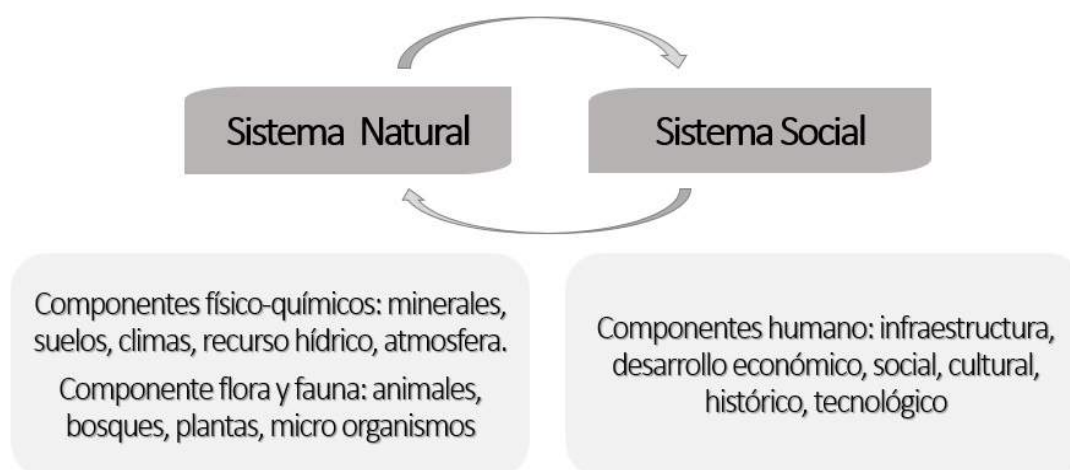 Sistema Natural
Sistema Social
Componentes físico-químicos: minerales,
suelos, climas, recurso hídrico, atmosfera.
Componente flora y fauna: animales,
bosques, plantas, micro organismos
Componentes humano: infraestructura,
desarrollo económico, social, cultural,
histórico, tecnológico